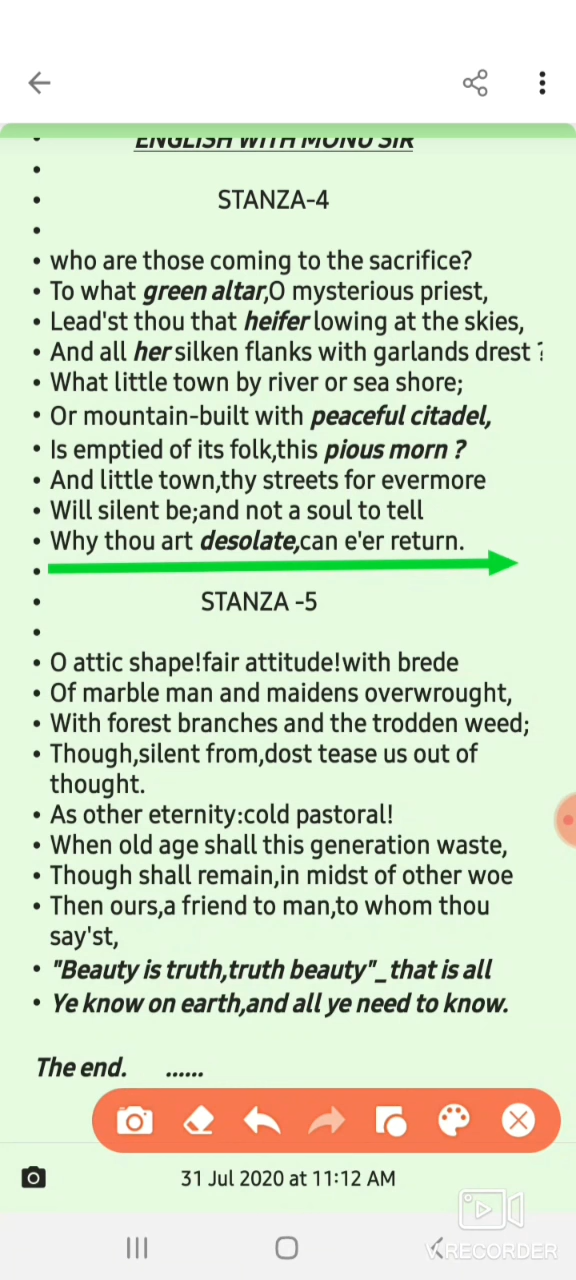 ENGLISH WITH MONU SIR
STANZA-4
who are those coming to the sacrifice?
To what green altar,O mysterious priest,
Lead'st thou that heifer lowing at the skies,
And all her silken flanks with garlands drest ?
What little town by river or sea shore;
Or mountain-built with peaceful citadel,
Is emptied of its folk,this pious morn ?
And little town,thy streets for evermore
Will silent be;and not a soul to tell
Why thou art desolate,can e'er return.
STANZA -5
O attic shape!fair attitude!with brede
Of marble man and maidens overwrought,
With forest branches and the trodden weed;
Though,silent from,dost tease us out of
thought.
As other eternity:cold pastoral!
When old age shall this generation waste,
Though shall remain,in midst of other woe
Then ours,a friend to man,to whom thou
say'st,
"Beauty is truth,truth beauty"_that is all
Ye know on earth,and all ye need to know.
The end. ......
31 Jul 2020 at 11:12 AM
V.RECORDER